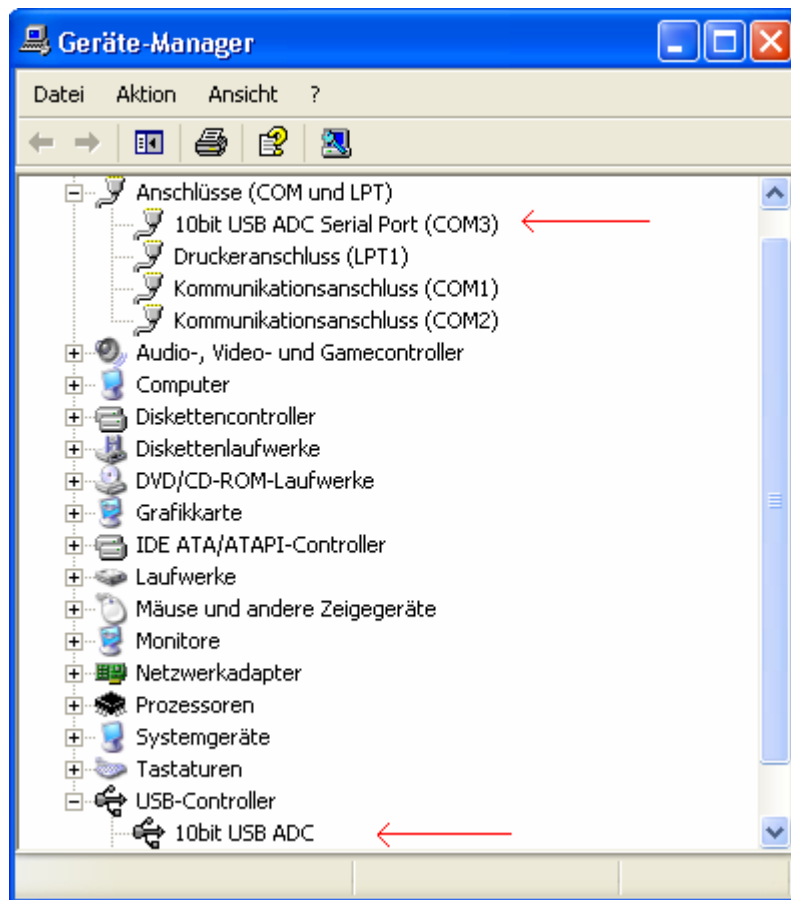 Geräte-Manager
Datei Aktion Ansicht ?
Anschlüsse (COM und LPT)
10bit USB ADC Serial Port (COM3)
Druckeranschluss (LPT1)
Kommunikationsanschluss (COM1)
Kommunikationsanschluss (COM2)
Audio-, Video- und Gamecontroller
Computer
Diskettencontroller
Diskettenlaufwerke
DVD/CD-ROM-Laufwerke
Grafikkarte
IDE ATA/ATAPI-Controller
Laufwerke
Mäuse und andere Zeigegeräte
Monitore
Netzwerkadapter
Prozessoren
Systemgeräte
Tastaturen
USB-Controller
10bit USB ADC